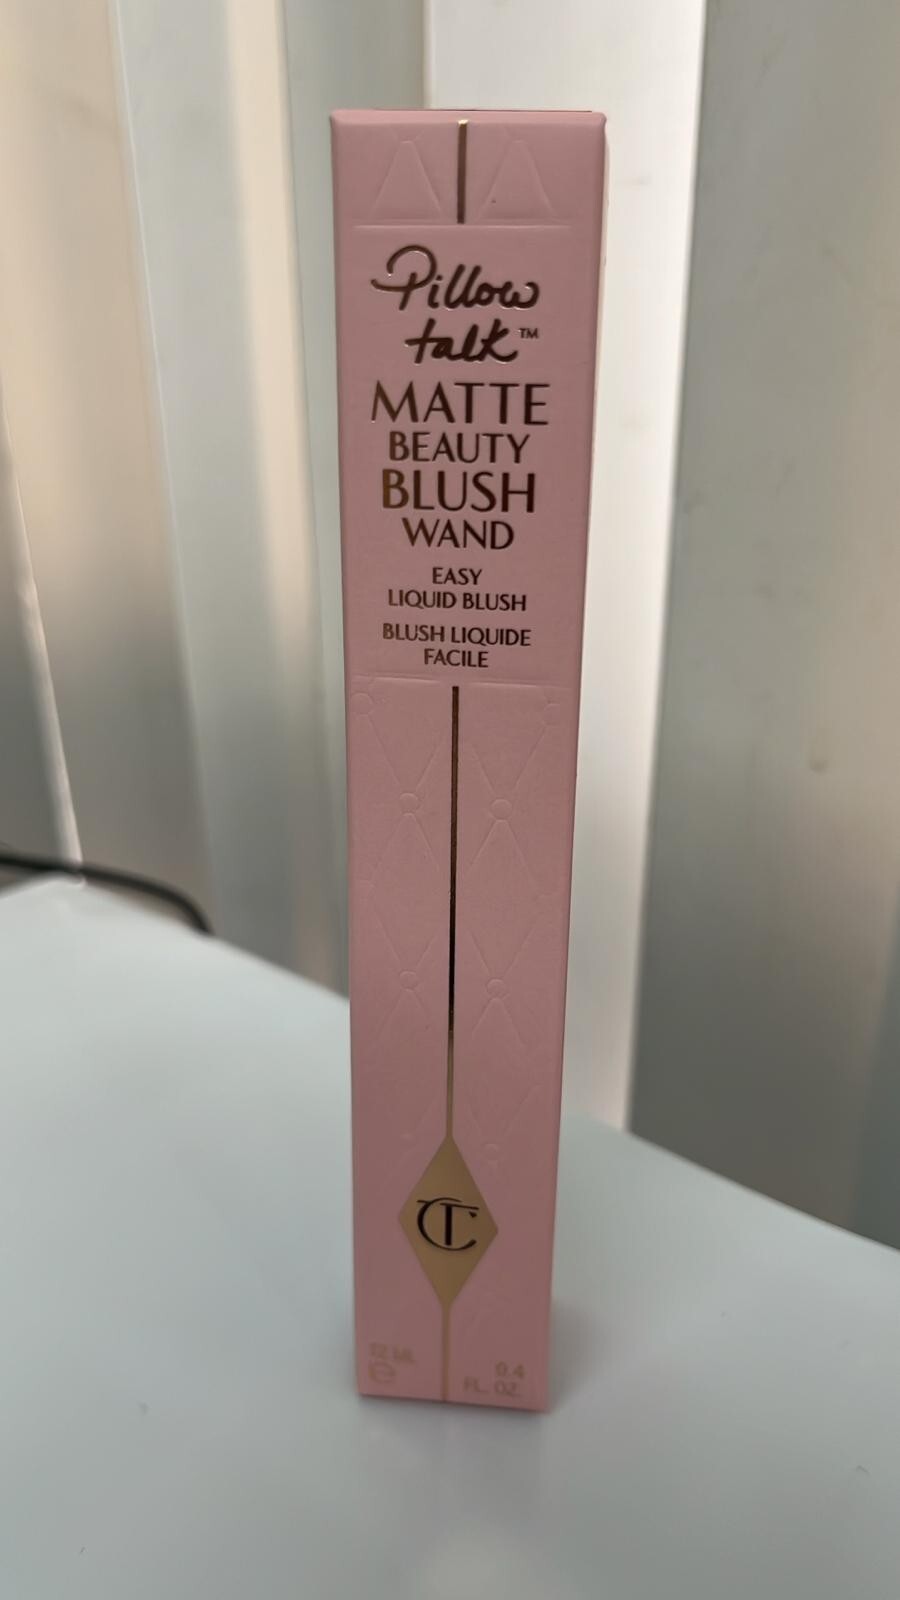 Pillow
talk™
MATTE
BEAUTY
BLUSH
WAND
EASY
LIQUID BLUSH
BLUSH LIQUIDE
FACILE
CT
12 ML 0.4
℮ FL. OZ.